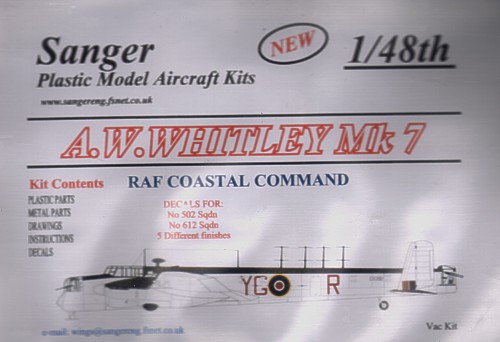 Sanger
NEW
1/48th
Plastic Model Aircraft Kits
www.sangereng.fsnet.co.uk
A.W.WHITLEY Mk 7
Kit Contents
RAF COASTAL COMMAND
PLASTIC PARTS
METAL PARTS
DRAWINGS
INSTRUCTIONS
DECALS
DECALS FOR:
No 502 Sqdn
No 612 Sqdn
5 Different finishes
YG R
e-mail: wings@sangereng.fsnet.co.uk
Vac Kit